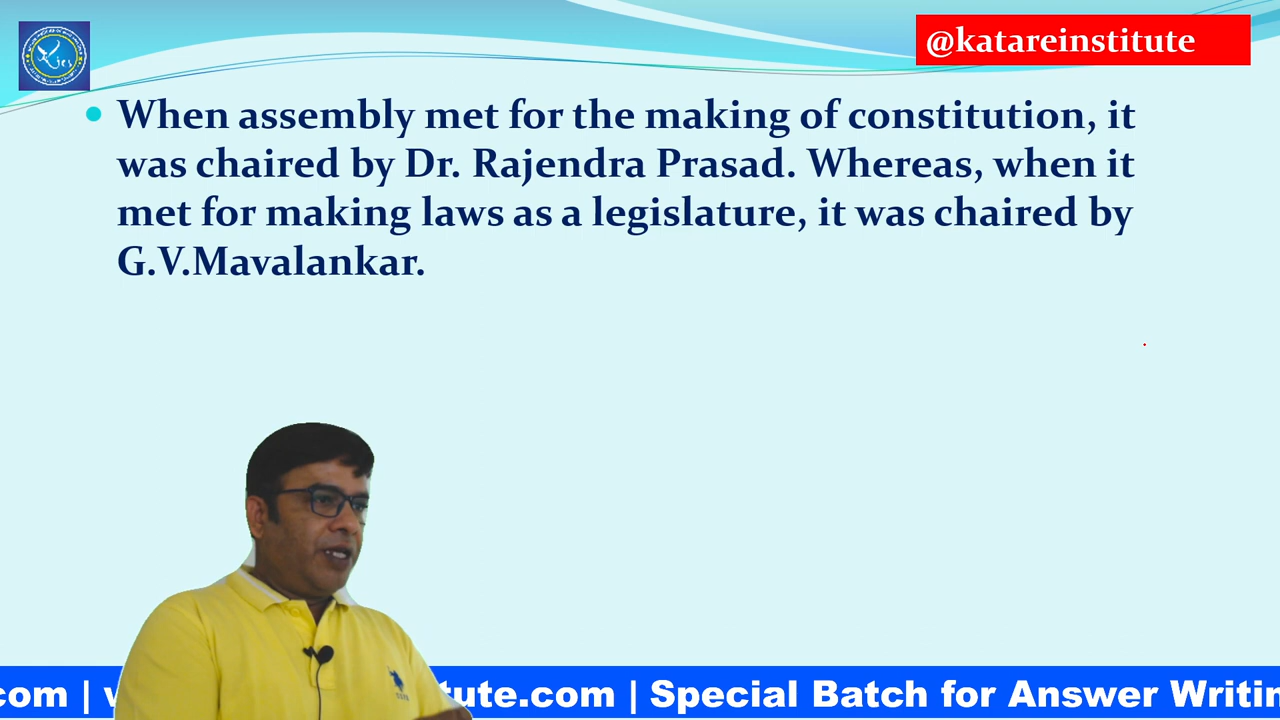 @katareinstitute
When assembly met for the making of constitution, it
was chaired by Dr. Rajendra Prasad. Whereas, when it
met for making laws as a legislature, it was chaired by
G.V.Mavalankar.
com | tute.com | Special Batch for Answer Writin